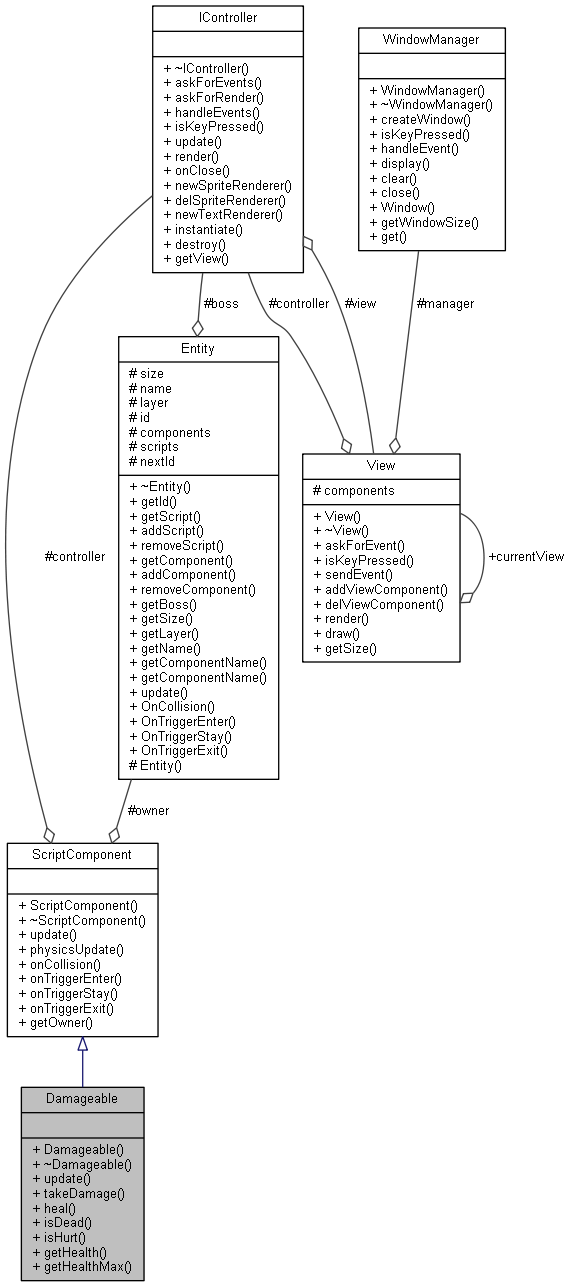 IController
+ ~IController()
+ askForEvents()
+ askForRender()
+ handleEvents()
+ isKeyPressed()
+ update()
+ render()
+ onClose()
+ newSpriteRenderer()
+ delSpriteRenderer()
+ newTextRenderer()
+ instantiate()
+ destroy()
+ getView()
WindowManager
+ WindowManager()
+ ~WindowManager()
+ createWindow()
+ isKeyPressed()
+ handleEvent()
+ display()
+ clear()
+ close()
+ Window()
+ getWindowSize()
+ get()
#boss
#controller
#view
#manager
Entity
# size
# name
# layer
# id
# components
# scripts
# nextId
+ ~Entity()
+ getId()
+ getScript()
+ addScript()
+ removeScript()
+ getComponent()
+ addComponent()
+ removeComponent()
+ getBoss()
+ getSize()
+ getLayer()
+ getName()
+ getComponentName()
+ getComponentName()
+ update()
+ OnCollision()
+ OnTriggerEnter()
+ OnTriggerStay()
+ OnTriggerExit()
# Entity()
View
# components
+ View()
+ ~View()
+ askForEvent()
+ isKeyPressed()
+ sendEvent()
+ addViewComponent()
+ delViewComponent()
+ render()
+ draw()
+ getSize()
+currentView
#controller
#owner
ScriptComponent
+ ScriptComponent()
+ ~ScriptComponent()
+ update()
+ physicsUpdate()
+ onCollision()
+ onTriggerEnter()
+ onTriggerStay()
+ onTriggerExit()
+ getOwner()
Damageable
+ Damageable()
+ ~Damageable()
+ update()
+ takeDamage()
+ heal()
+ isDead()
+ isHurt()
+ getHealth()
+ getHealthMax()